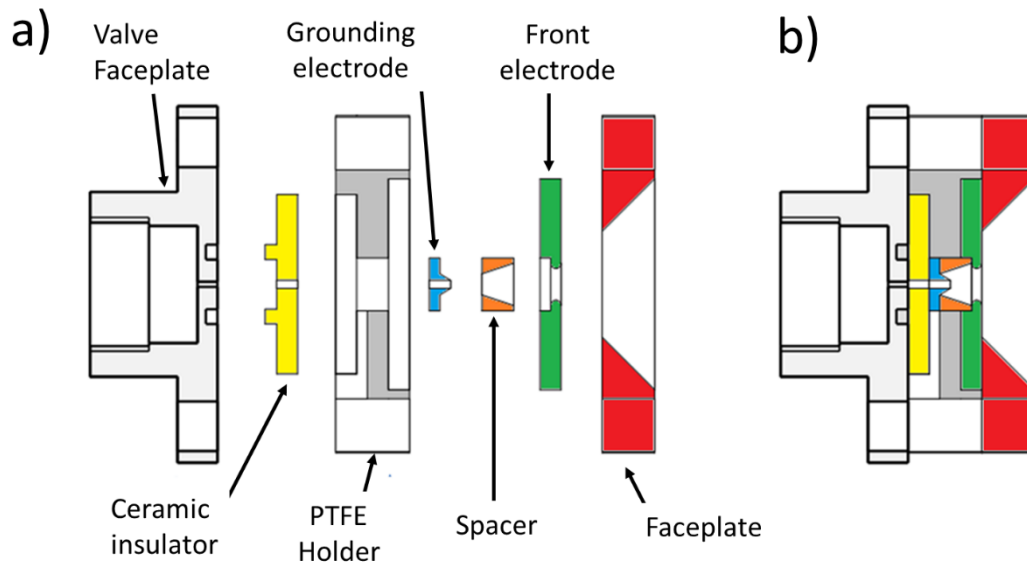 a)
Valve
Faceplate
Grounding
electrode
Front
electrode
b)
Ceramic
insulator
PTFE
Holder
Spacer
Faceplate